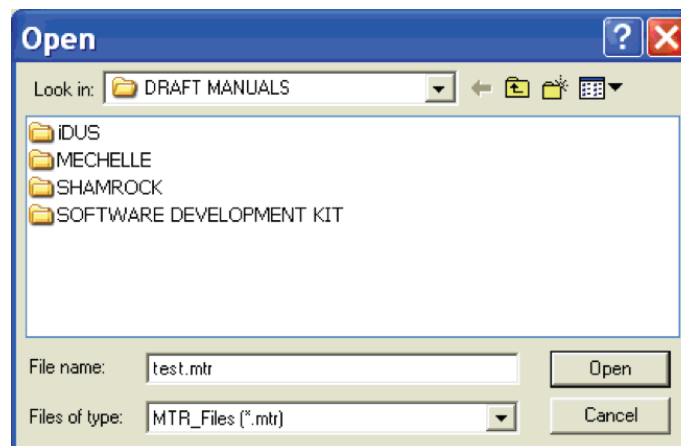 Open
Look in: DRAFT MANUALS
iDUS
MECHELLE
SHAMROCK
SOFTWARE DEVELOPMENT KIT
File name: test.mtr Open
Files of type: MTR_Files (*.mtr) Cancel